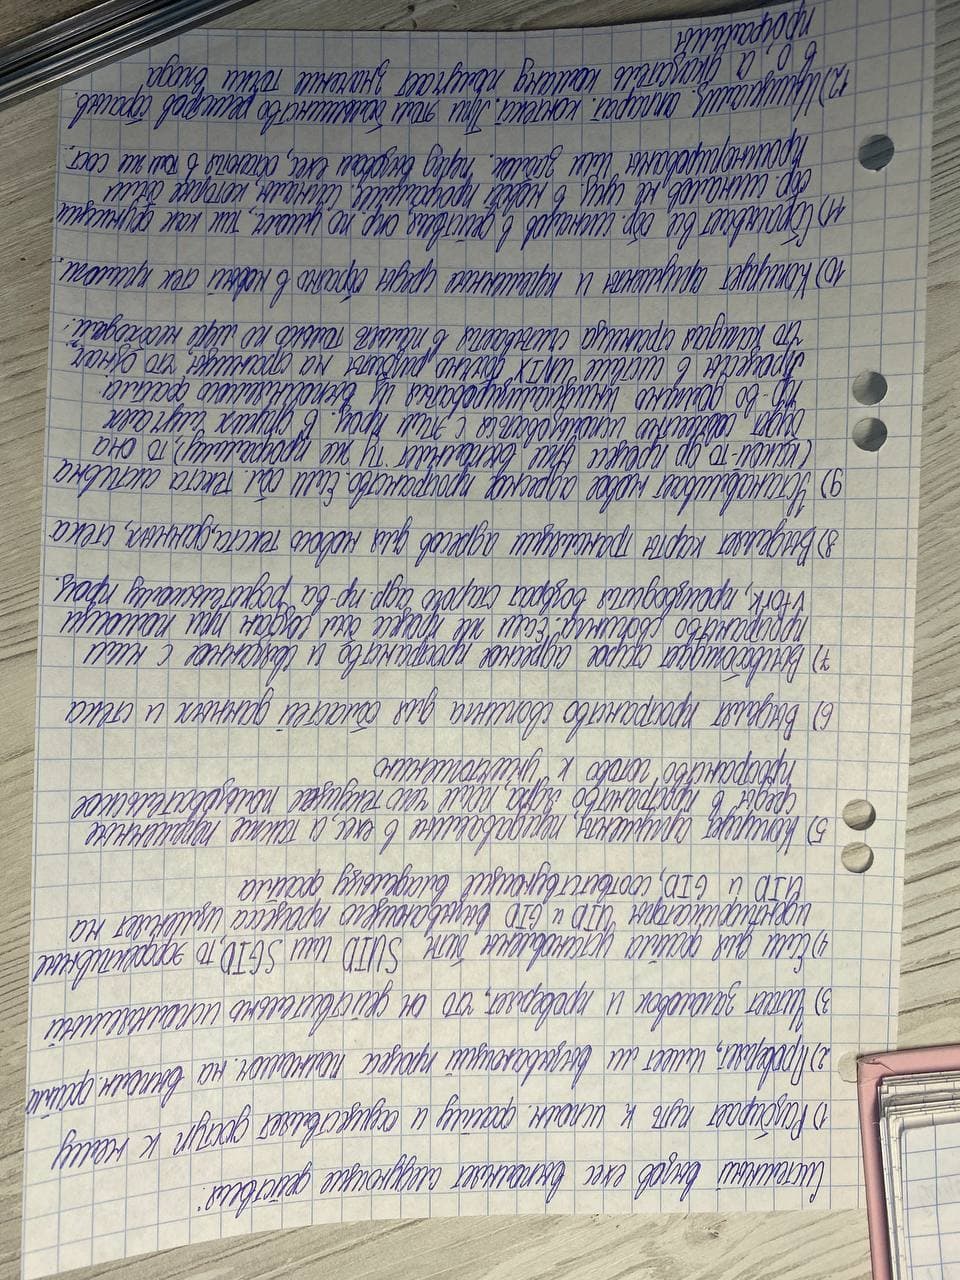 Системный вызов exec выполняет следующие действия:
1) Разбирает путь к исполн. файлу и осуществляет доступ к нему
2) Проверяет, имеет ли вызывающий процесс полномоч. на выполн. файла
3) Читает заголовок и проверяет, что он действительно исполняемый
4) Если для файла установлены биты SUID или SGID, то эффективные
идентификаторы UID и GID вызывающего процесса изменяет на
UID и GID, соответствующие владельцу файла
5) Копирует аргументы, передаваемые в exec, а также переменные
среды в пространство ядра, после чего текущее пользовательское
пространство готово к уничтожению
6) Выделят пространство свопинга для областей данных и стека
7) Высвобождает старое адресное пространство и связанное с ним
пространство свопинга. Если же процесс был создан при помощи
vfork, производится возврат старого адр. пр-ва родительскому проц.
8) Выделяет карты трансляции адресов для нового текста, данных, стека
9) Устанавливает новое адресное пространство. Если обл. текста активна
(какой-то др процесс уже выполняет ту же программу), то она
будет совместно использоваться с этим проц. В других случаях
пр-во должно инициализироваться из выполняемого файла.
Процессы в системе UNIX обычно разбиты на страницы, что означ,
что каждая страница считывается в память только по мере необходим.
10) Копирует аргументы и переменные среды обратно в новый стек прилож.
11) Сбрасывает все обр. сигналов в действия, опр. по умолч., так как функции
обр. сигналов не сущ. в новой программе. Сигналы, которые были
проигнорированы или заблок. перед вызовом exec, остаются в том же сост.
12) Инициализ. аппарат. контекст. При этом большинство регистров сбрасыв.
в 0, а указатель команд получает значение точки входа
программы